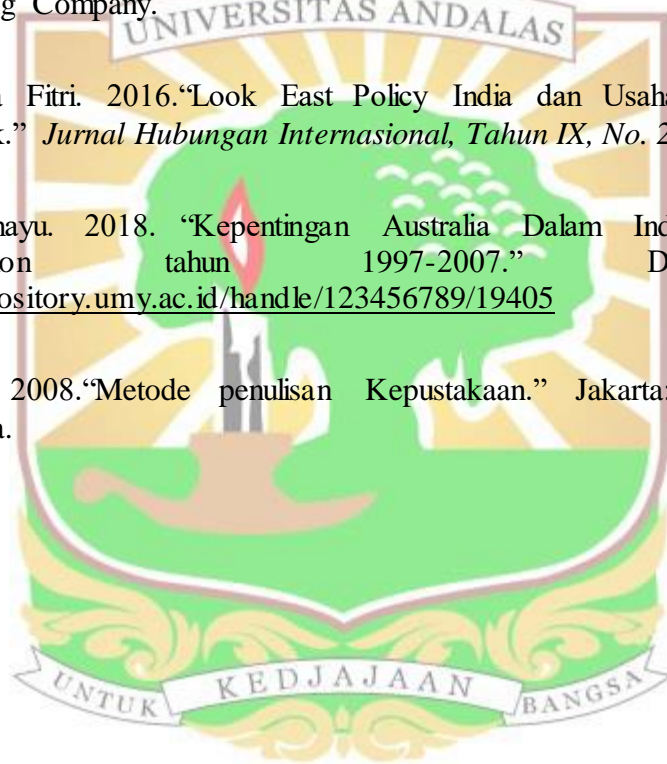 g Company.
UNIVERSITAS ANDALAS
Fitri. 2016.“Look East Policy India dan Usaha
k.” Jurnal Hubungan Internasional, Tahun IX, No. 2
hayu. 2018. “Kepentingan Australia Dalam Ind
on tahun 1997-2007.” D
ository.umy.ac.id/handle/123456789/19405
2008.“Metode penulisan Kepustakaan.” Jakarta:
a.
UNTUK KEDJAJAAN BANGSA